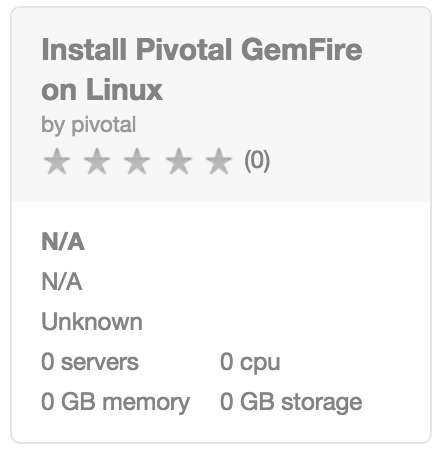 Install Pivotal GemFire
on Linux
by pivotal
(0)
N/A
N/A
Unknown
0 servers 0 cpu
0 GB memory 0 GB storage